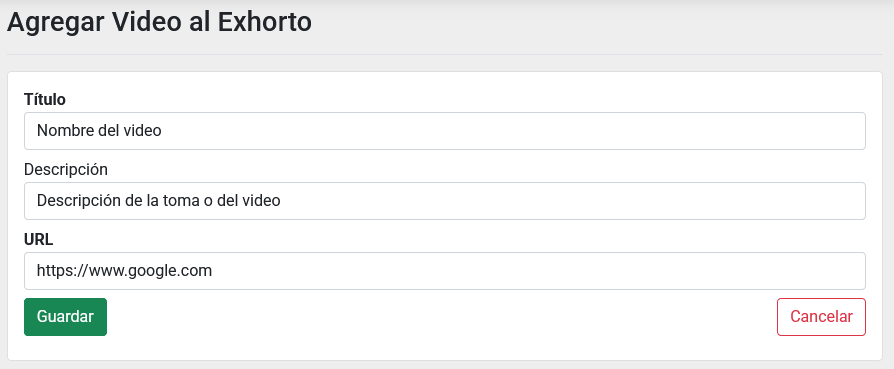 Agregar Video al Exhorto
Título
Nombre del video
Descripción
Descripción de la toma o del video
URL
https://www.google.com
Guardar
Cancelar